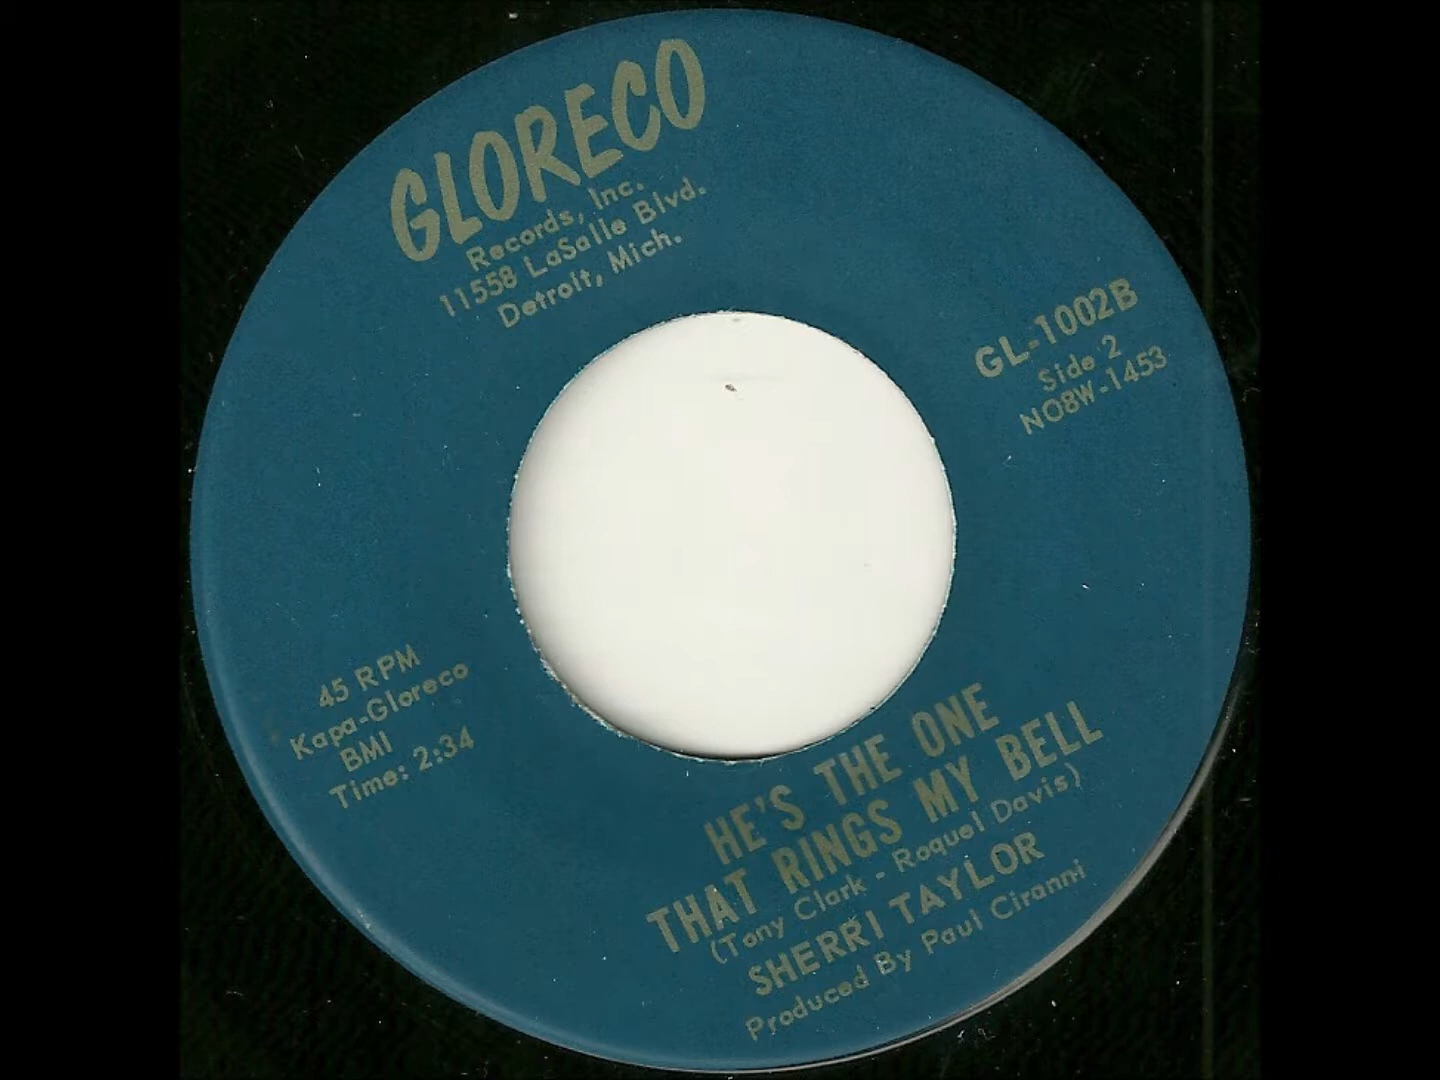 GLORECO
Records, Inc.
11558 LaSalle Blvd.
Detroit, Mich.
GL-1002B
Side 2
NO8W-1453
45 RPM
Kapa-Gloreco
BMI
Time: 2:34
HE'S THE ONE
THAT RINGS MY BELL
(Tony Clark - Roquel Davis)
SHERRI TAYLOR
Produced By Paul Ciranni